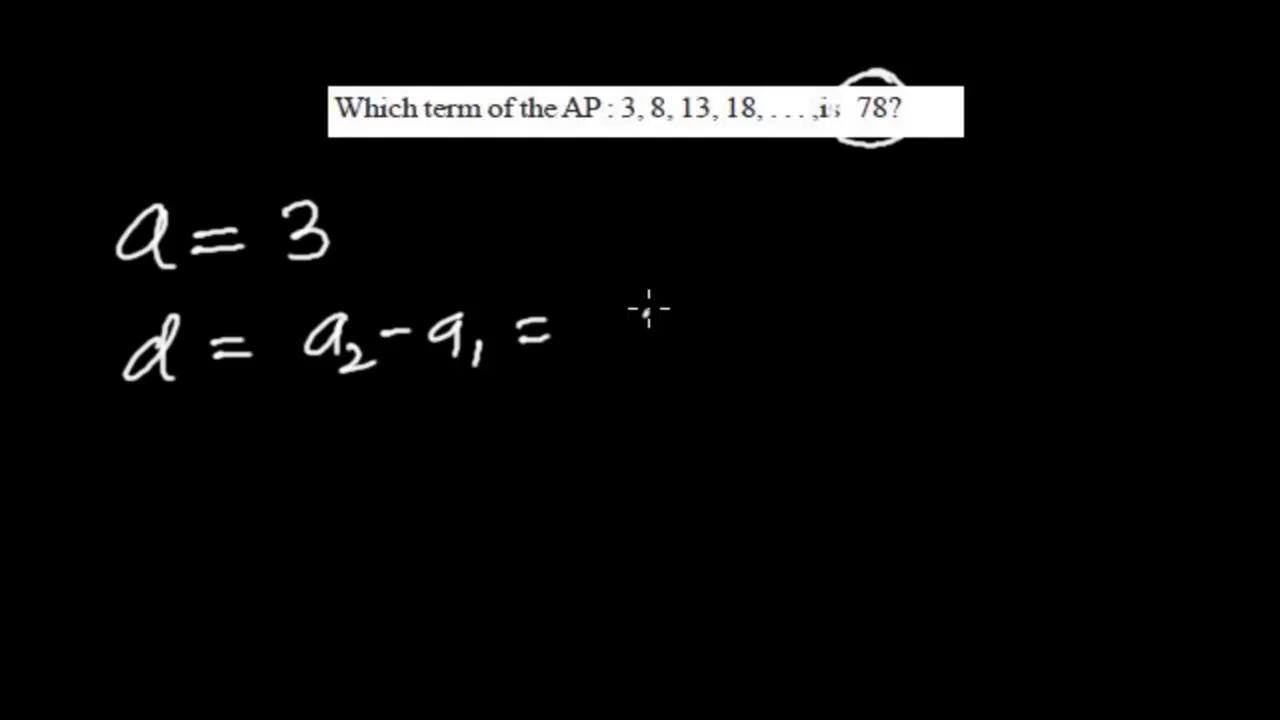 Which term of the AP : 3, 8, 13, 18, . . . ,is 78?
a = 3
d = a₂ - a₁ =